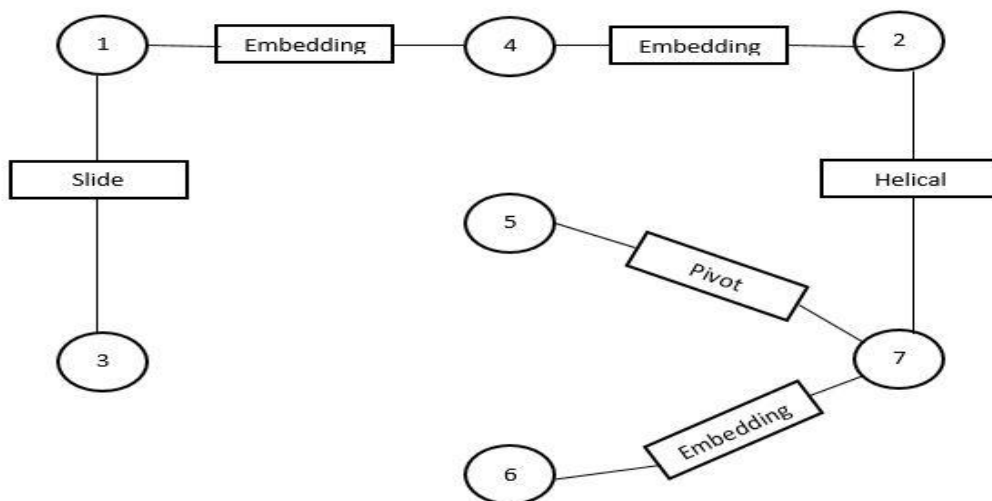 1 Embedding 4 Embedding 2
Slide
Helical
5
Pivot
3
7
Embedding
6